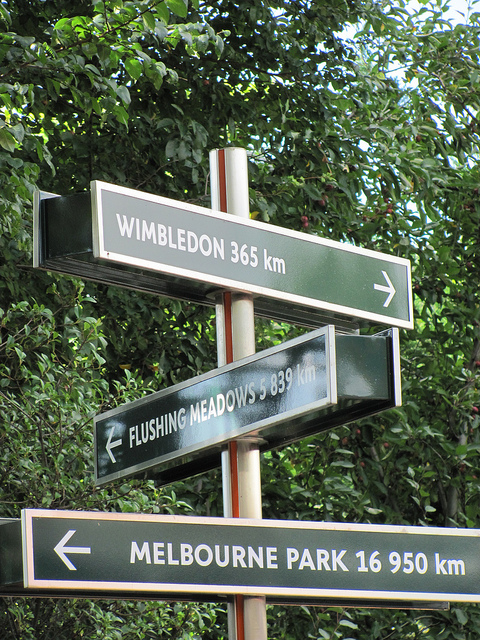 WIMBLEDON 365 km →
← FLUSHING MEADOWS 5 839 km
← MELBOURNE PARK 16 950 km